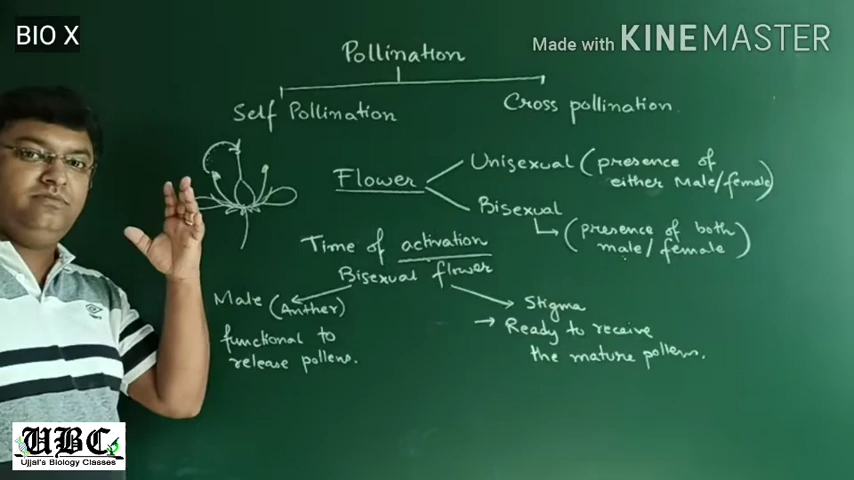 BIO X
Made with KINEMASTER
Pollination
Self Pollination
Cross pollination
Flower
Unisexual (presence of
either Male/female)
Bisexual
(presence of both
male/female)
Time of activation
Bisexual flower
Male (Anther)
functional to
release pollens.
Stigma
→ Ready to receive
the mature pollens.
UBC
Ujjal's Biology Classes